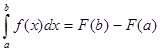 ∫_a^b f(x)dx = F(b) − F(a)